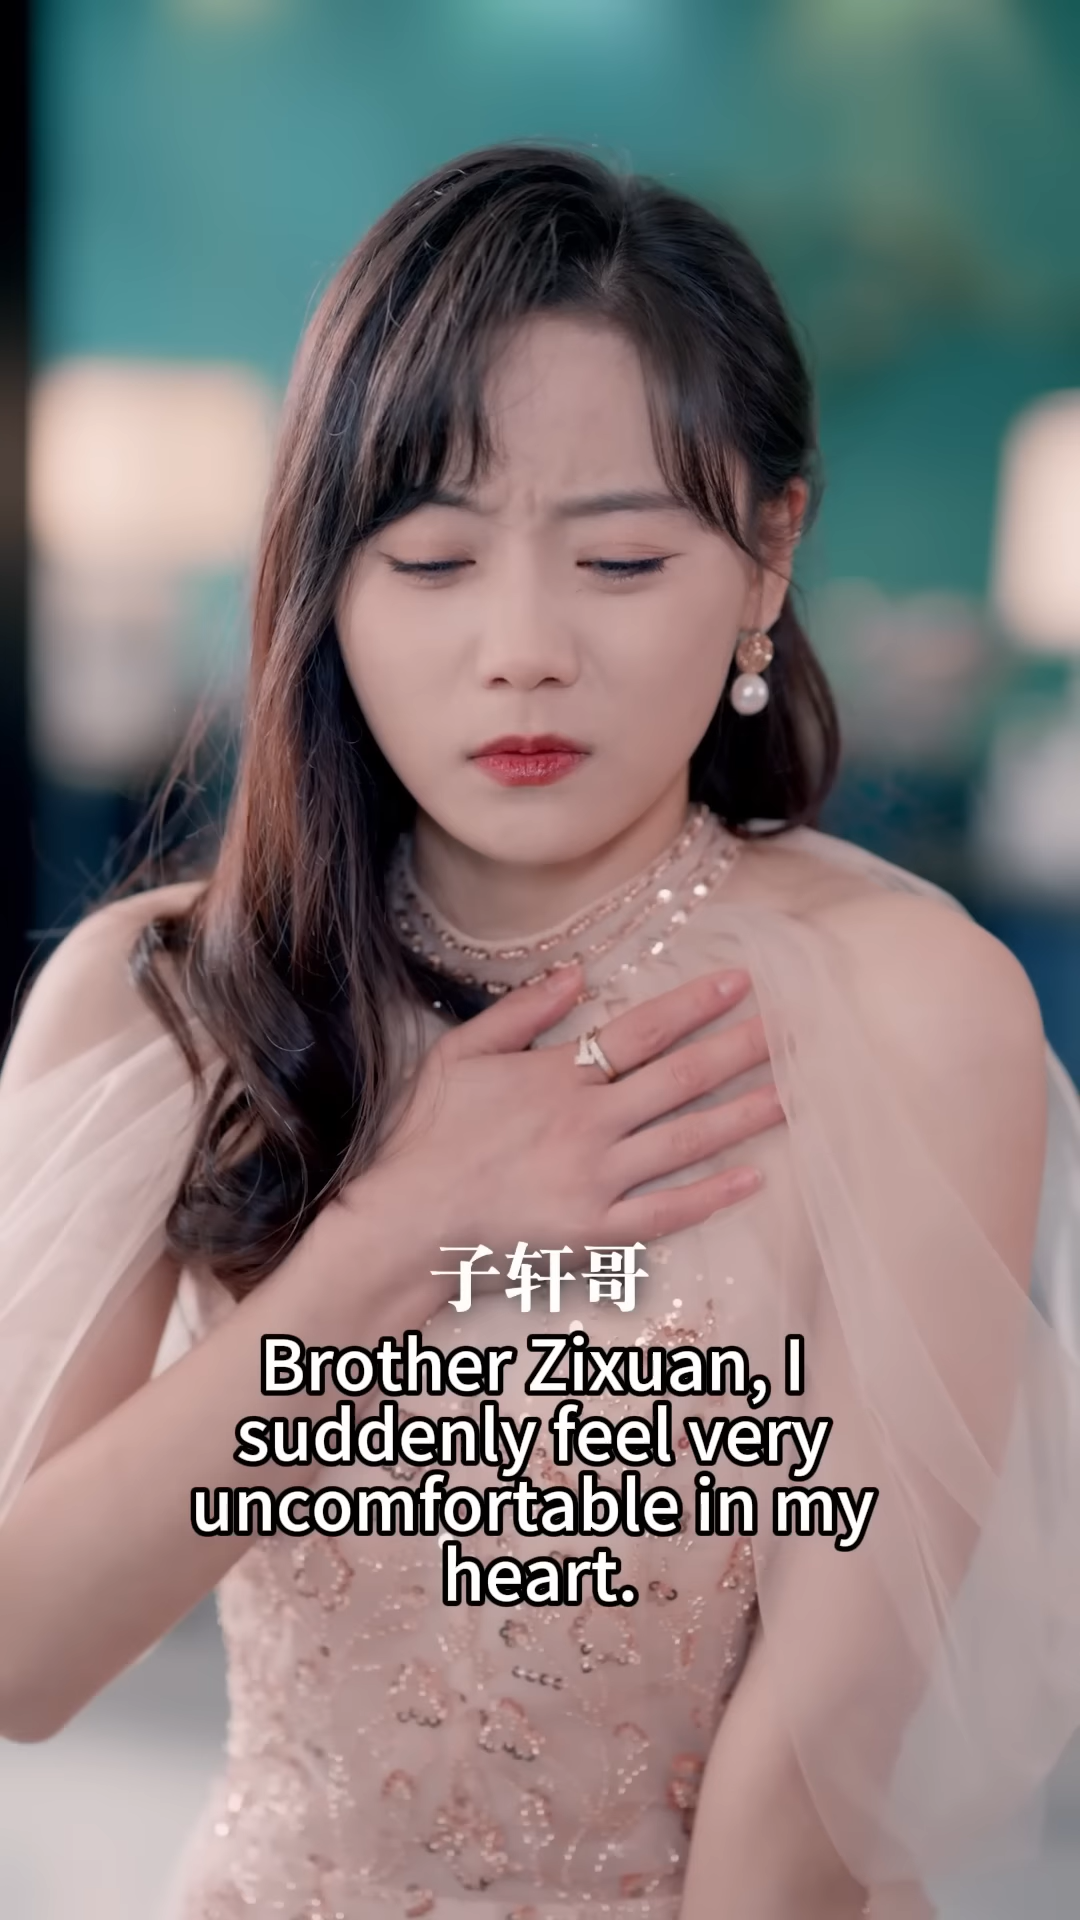 子轩哥
Brother Zixuan, I
suddenly feel very
uncomfortable in my
heart.